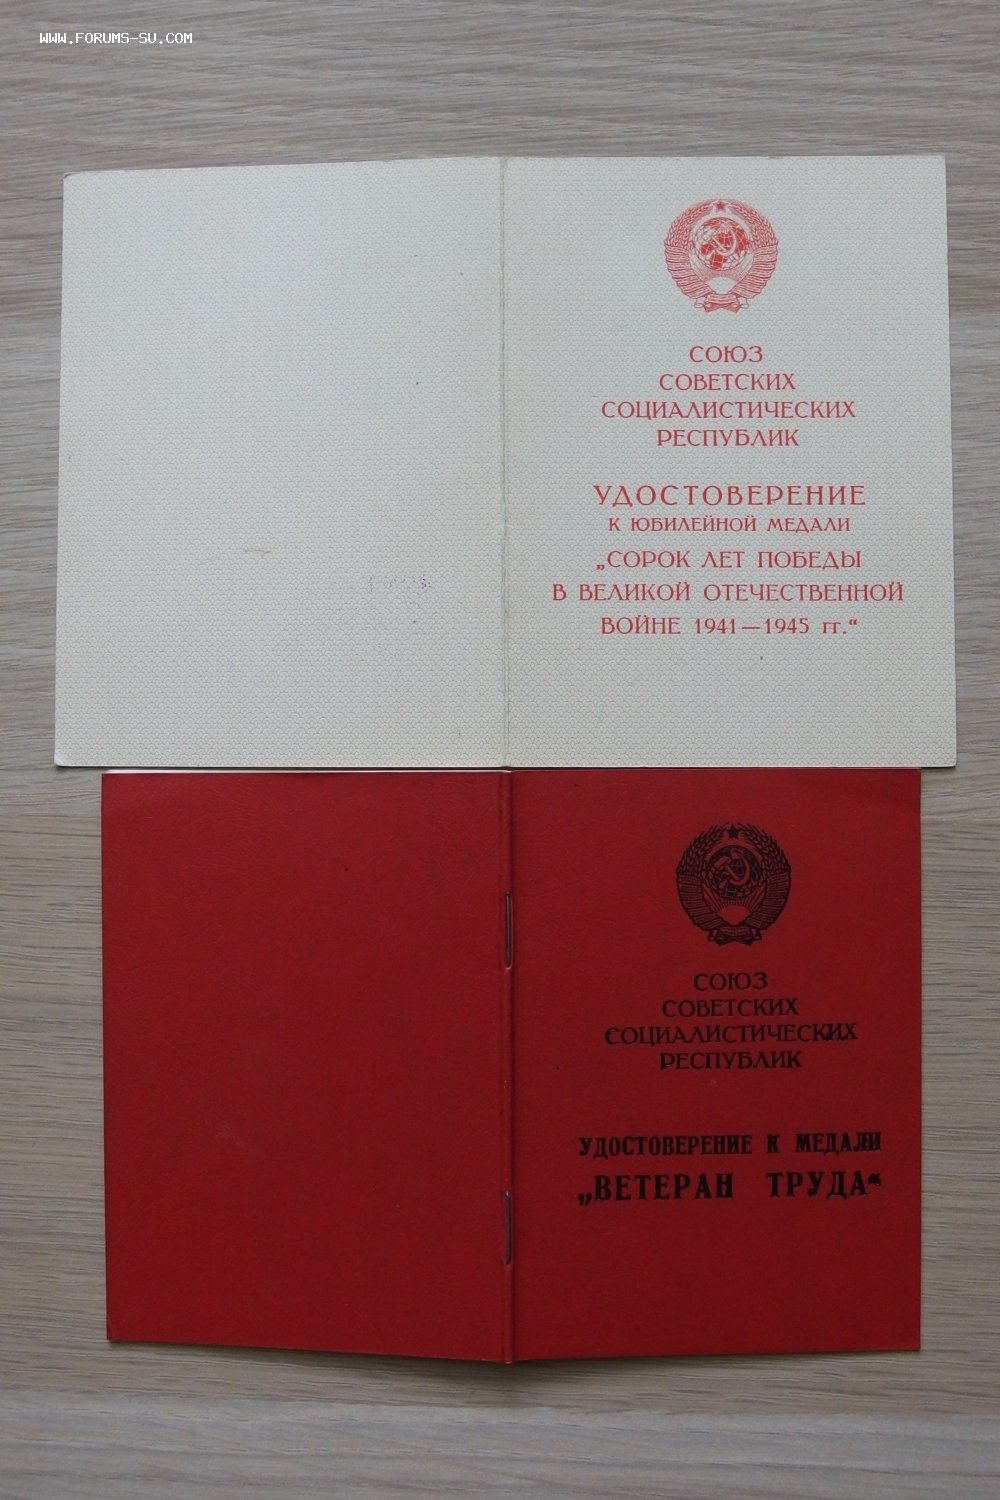 WWW.FORUMS-SU.COM
СОЮЗ
СОВЕТСКИХ
СОЦИАЛИСТИЧЕСКИХ
РЕСПУБЛИК
УДОСТОВЕРЕНИЕ
К ЮБИЛЕЙНОЙ МЕДАЛИ
„СОРОК ЛЕТ ПОБЕДЫ
В ВЕЛИКОЙ ОТЕЧЕСТВЕННОЙ
ВОЙНЕ 1941—1945 гг.“
СОЮЗ
СОВЕТСКИХ
СОЦИАЛИСТИЧЕСКИХ
РЕСПУБЛИК
УДОСТОВЕРЕНИЕ К МЕДАЛИ
„ВЕТЕРАН ТРУДА“